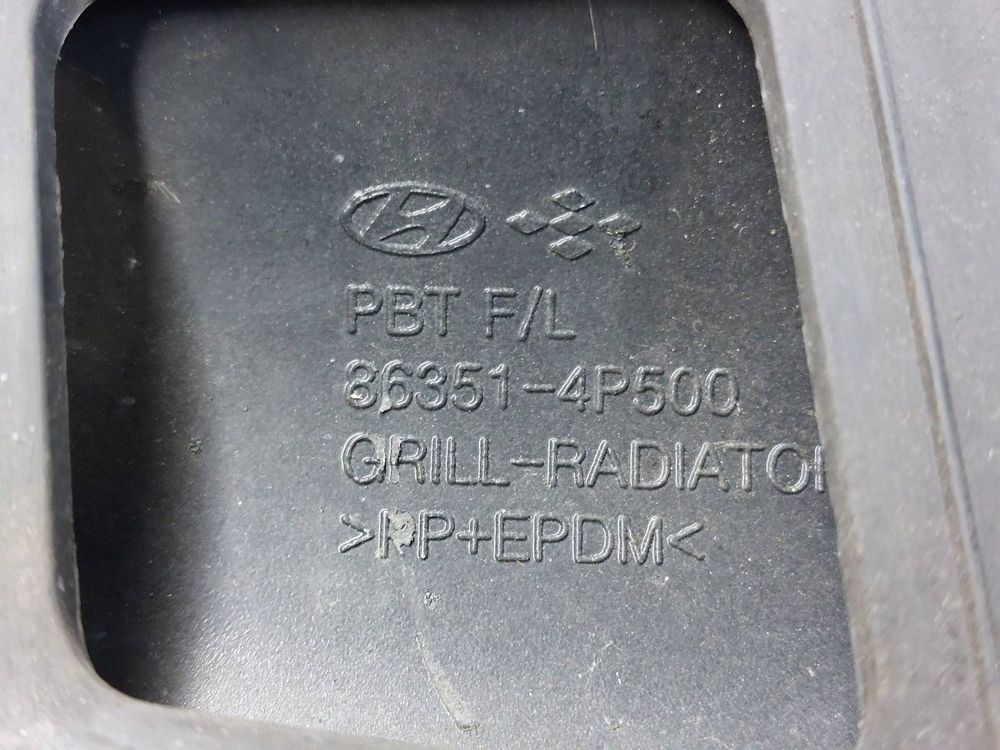 PBT F/L
86351-4P500
GRILL-RADIATOR
>PP+EPDM<